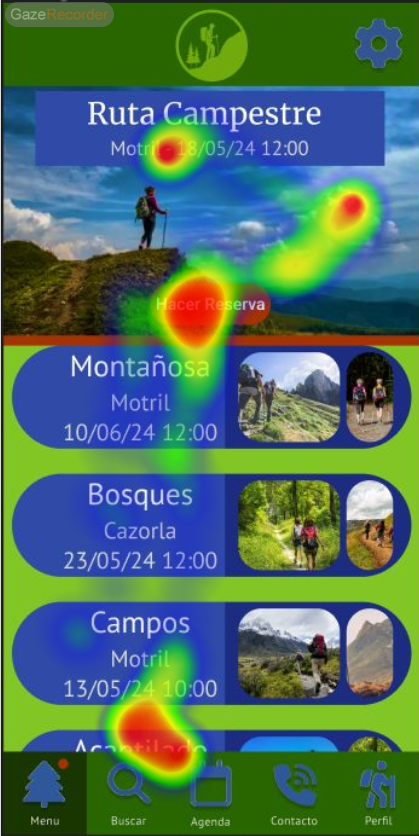 GazeRecorder
Ruta Campestre
Motril - 18/05/24 12:00
Hacer Reserva
Montañosa
Motril
10/06/24 12:00
Bosques
Cazorla
23/05/24 12:00
Campos
Motril
13/05/24 10:00
Acantilado
Menu
Buscar
Agenda
Contacto
Perfil